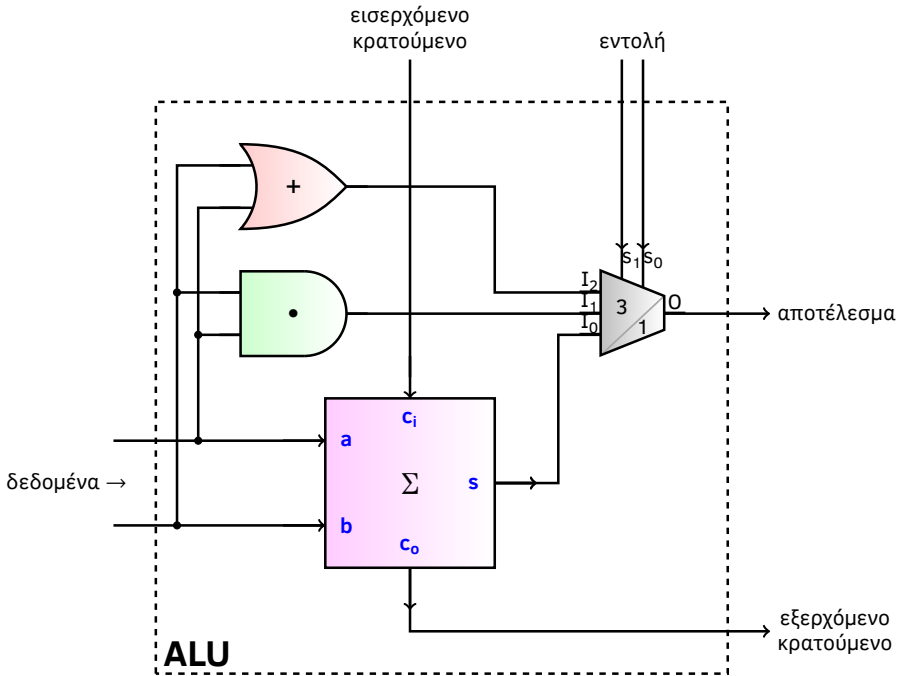 εισερχόμενο
κρατούμενο
εντολή
+
s1 s0
I2
I1
I0
3
1
O
αποτέλεσμα
•
ci
a
Σ
s
δεδομένα →
b
co
εξερχόμενο
κρατούμενο
ALU